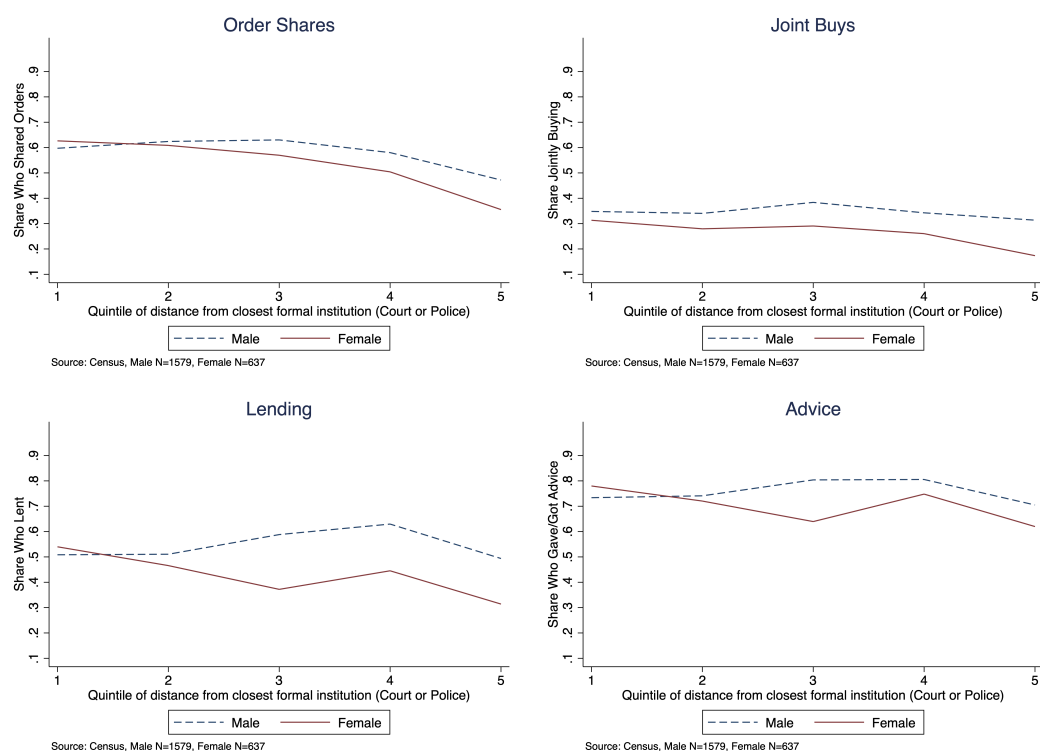 Order Shares
Share Who Shared Orders
.1 .2 .3 .4 .5 .6 .7 .8 .9
1 2 3 4 5
Quintile of distance from closest formal institution (Court or Police)
Male Female
Source: Census, Male N=1579, Female N=637
Joint Buys
Share Jointly Buying
.1 .2 .3 .4 .5 .6 .7 .8 .9
1 2 3 4 5
Quintile of distance from closest formal institution (Court or Police)
Male Female
Source: Census, Male N=1579, Female N=637
Lending
Share Who Lent
.1 .2 .3 .4 .5 .6 .7 .8 .9
1 2 3 4 5
Quintile of distance from closest formal institution (Court or Police)
Male Female
Source: Census, Male N=1579, Female N=637
Advice
Share Who Gave/Got Advice
.1 .2 .3 .4 .5 .6 .7 .8 .9
1 2 3 4 5
Quintile of distance from closest formal institution (Court or Police)
Male Female
Source: Census, Male N=1579, Female N=637